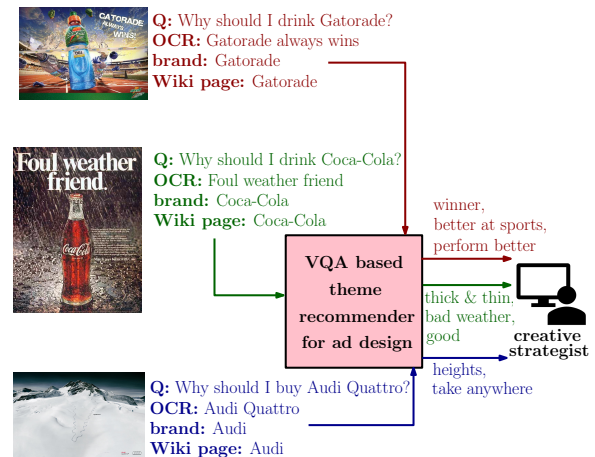 GATORADE
ALWAYS
WINS!
Q: Why should I drink Gatorade?
OCR: Gatorade always wins
brand: Gatorade
Wiki page: Gatorade
Foul weather
friend.
Coca-Cola
Q: Why should I drink Coca-Cola?
OCR: Foul weather friend
brand: Coca-Cola
Wiki page: Coca-Cola
winner,
better at sports,
perform better
VQA based
theme
recommender
for ad design
thick & thin,
bad weather,
good
creative
strategist
heights,
take anywhere
Q: Why should I buy Audi Quattro?
OCR: Audi Quattro
brand: Audi
Wiki page: Audi